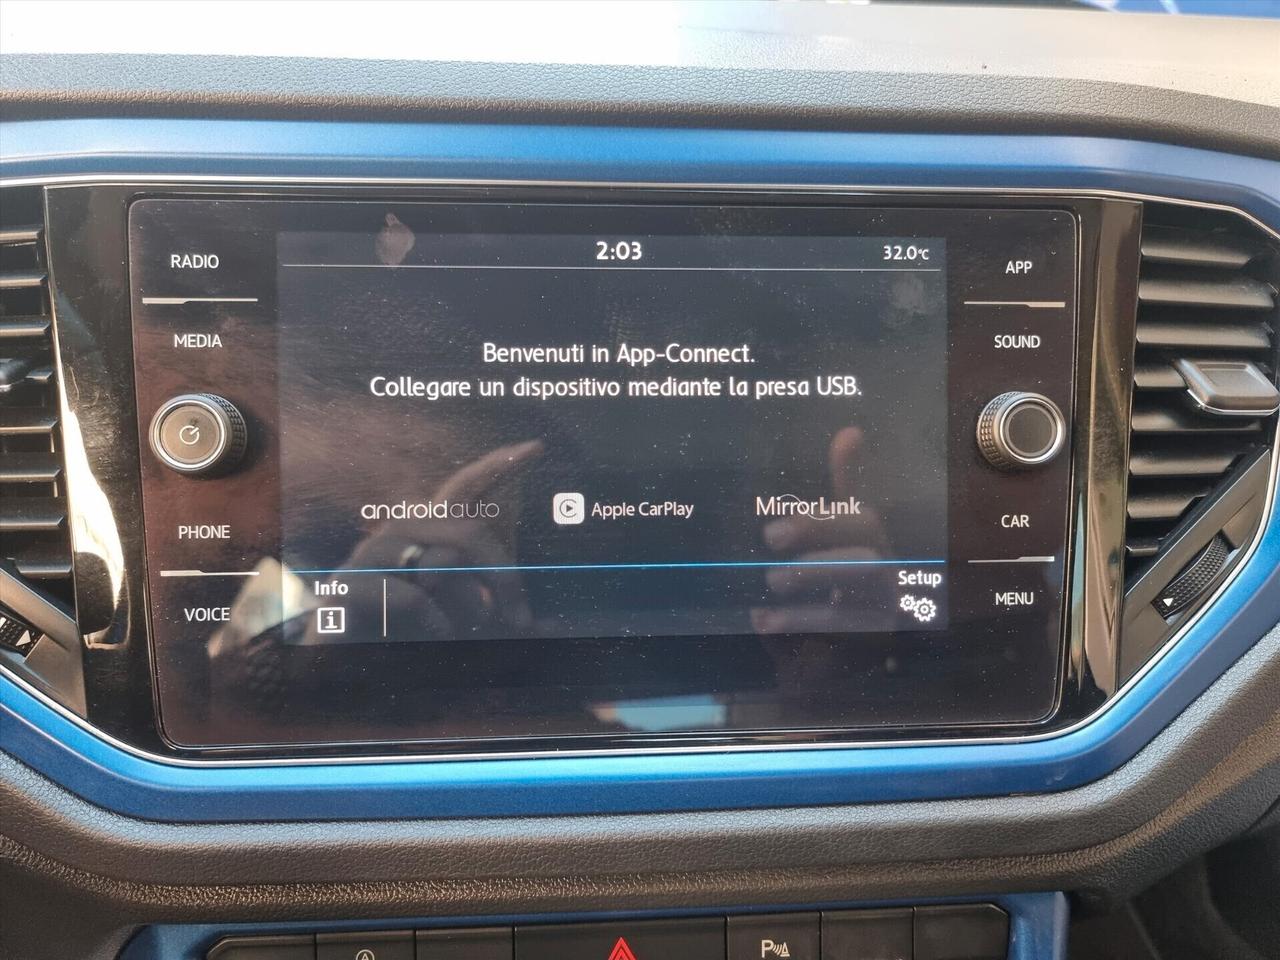 2:03
32.0°C
RADIO
MEDIA
PHONE
VOICE
Benvenuti in App-Connect.
Collegare un dispositivo mediante la presa USB.
androidauto
Apple CarPlay
MirrorLink
Info
i
Setup
APP
SOUND
CAR
MENU
A
P